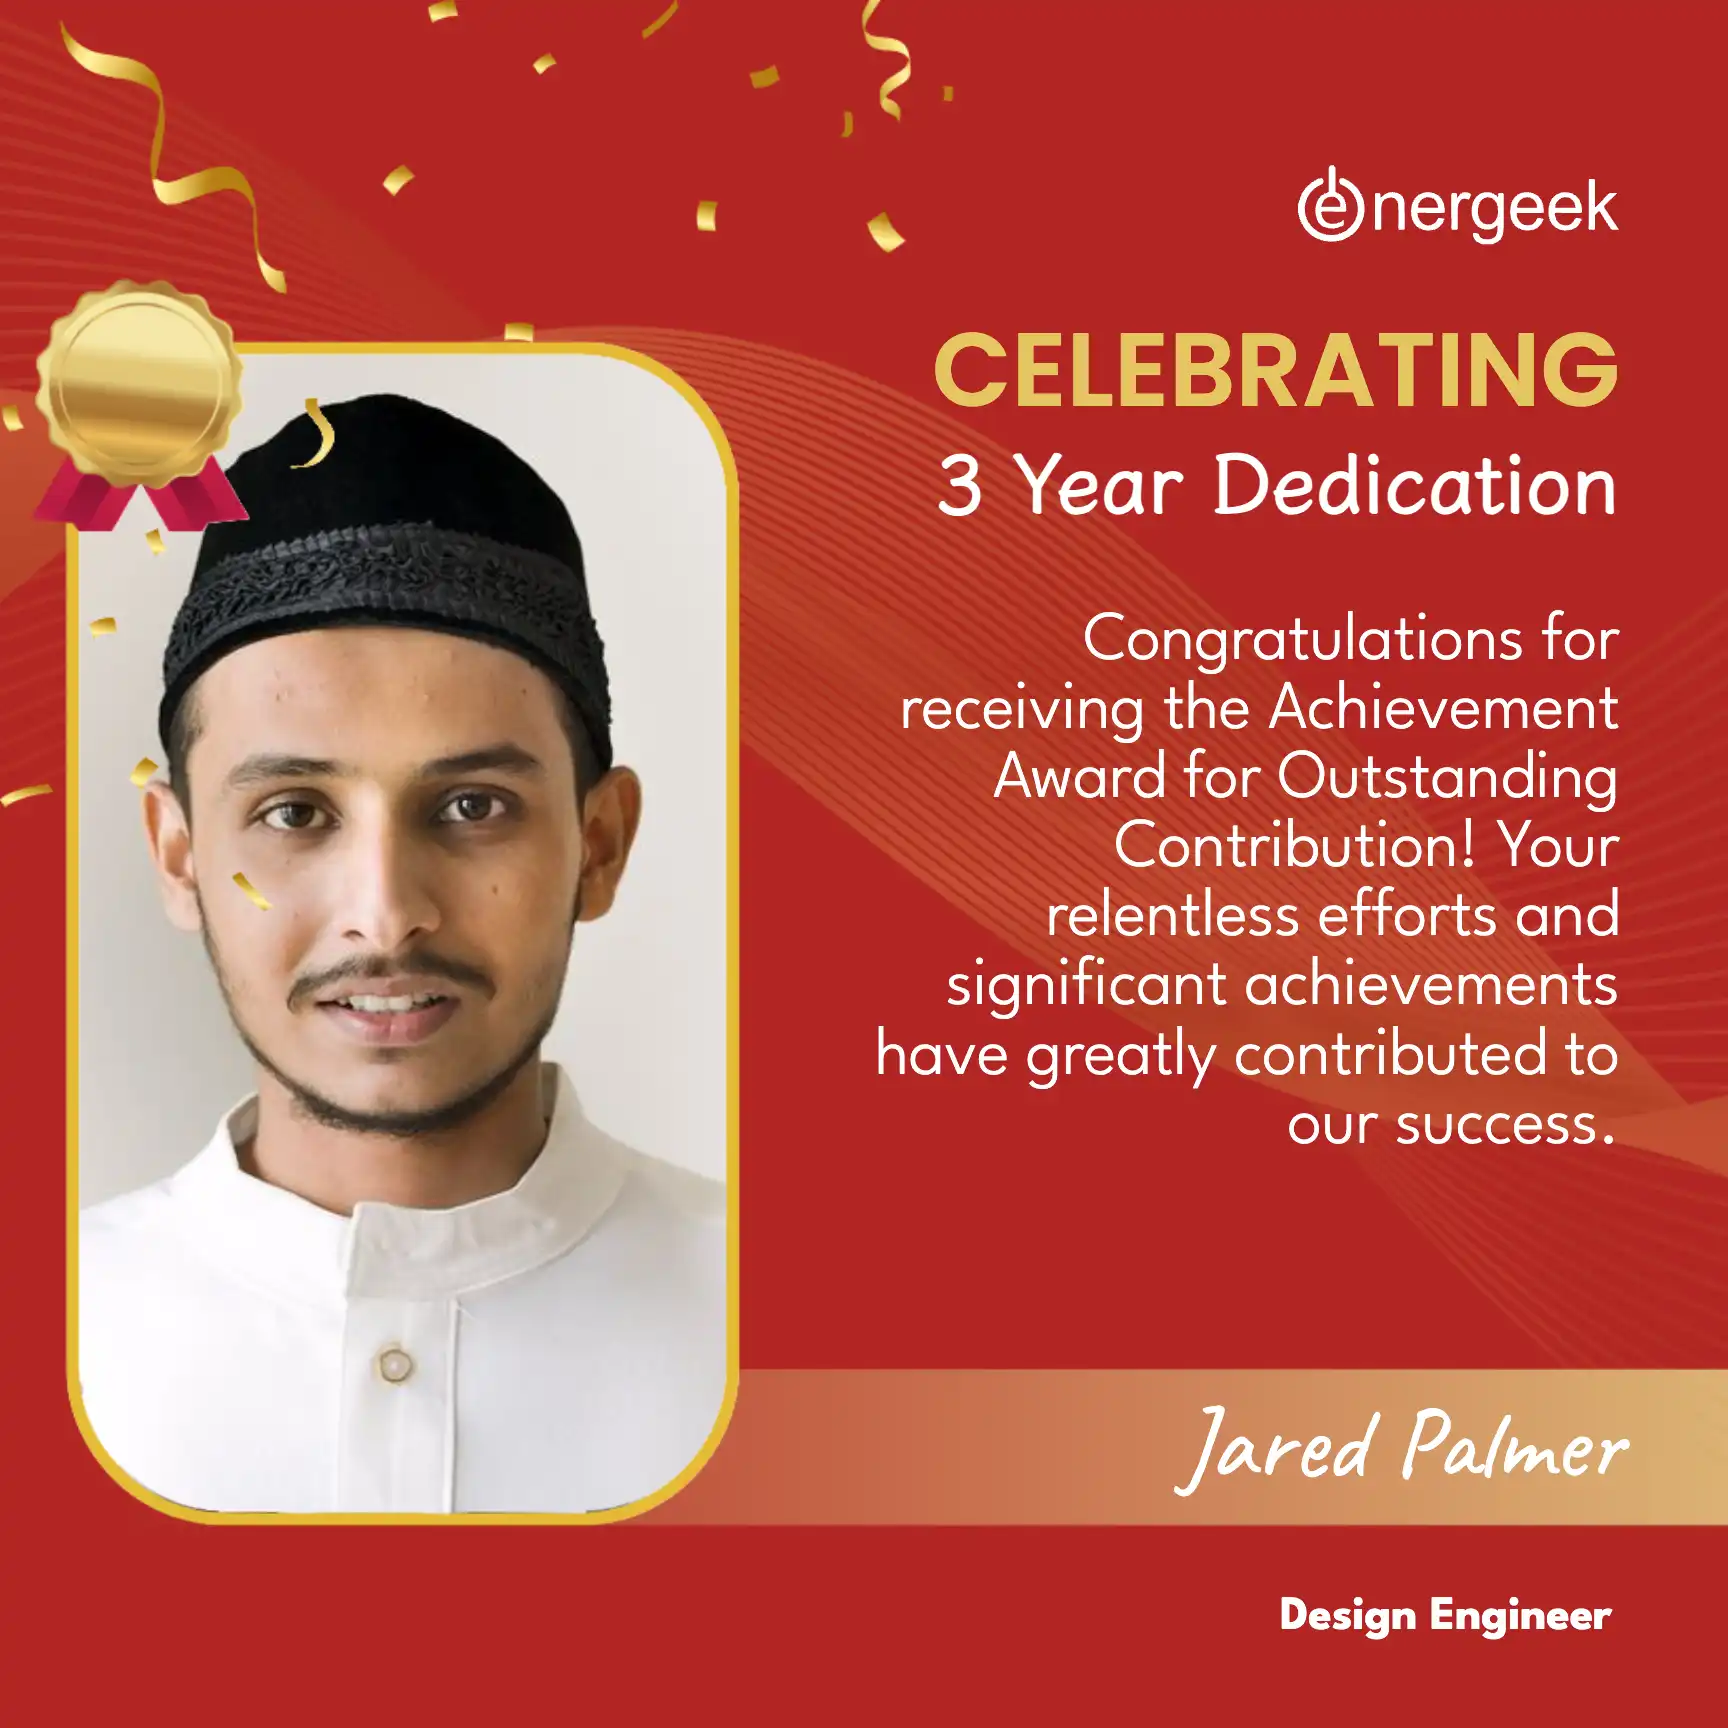 energeek
CELEBRATING
3 Year Dedication
Congratulations for
receiving the Achievement
Award for Outstanding
Contribution! Your
relentless efforts and
significant achievements
have greatly contributed to
our success.
Jared Palmer
Design Engineer